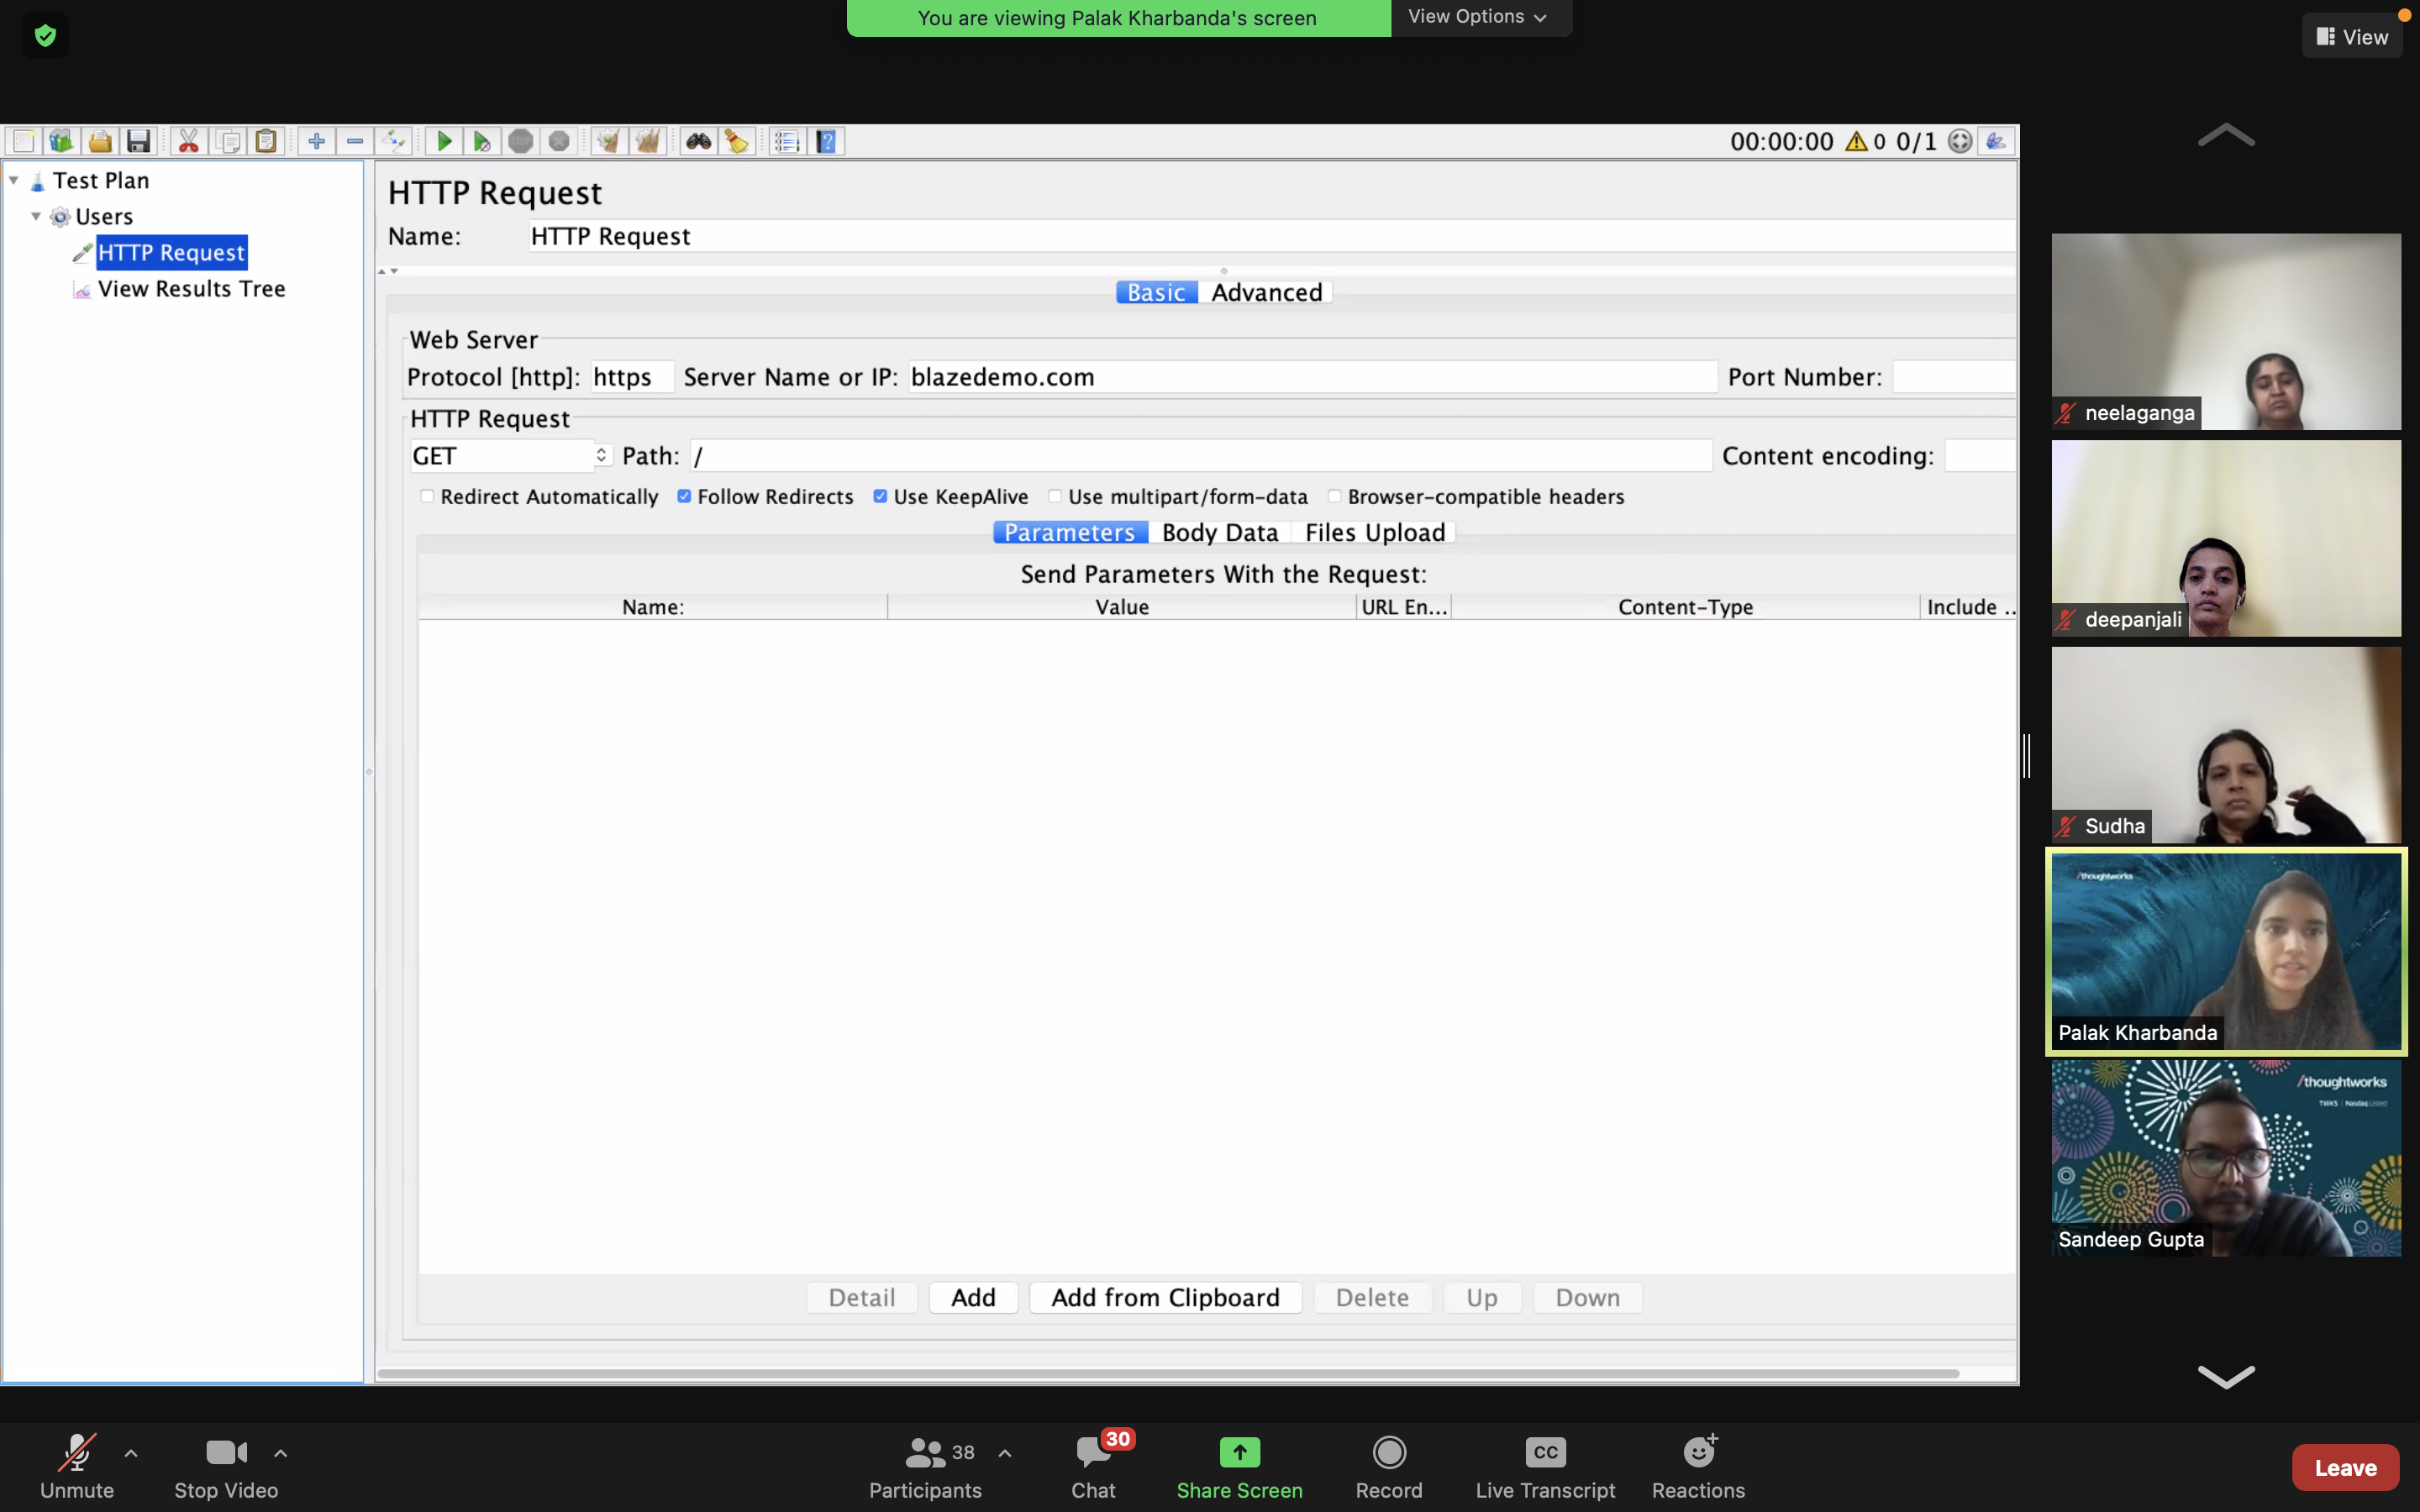 You are viewing Palak Kharbanda's screen View Options
View
00:00:00 0 0/1
Test Plan
Users
HTTP Request
View Results Tree
HTTP Request
Name: HTTP Request
Basic Advanced
Web Server
Protocol [http]: https Server Name or IP: blazedemo.com Port Number:
HTTP Request
GET Path: / Content encoding:
Redirect Automatically Follow Redirects Use KeepAlive Use multipart/form-data Browser-compatible headers
Parameters Body Data Files Upload
Send Parameters With the Request:
Name: Value URL En... Content-Type Include ..
Detail Add Add from Clipboard Delete Up Down
neelaganga
deepanjali
Sudha
/thoughtworks
Palak Kharbanda
/thoughtworks
TWKS | Nasdaq Listed
Sandeep Gupta
Unmute Stop Video
38 Participants
30 Chat
Share Screen
Record
CC Live Transcript
Reactions
Leave